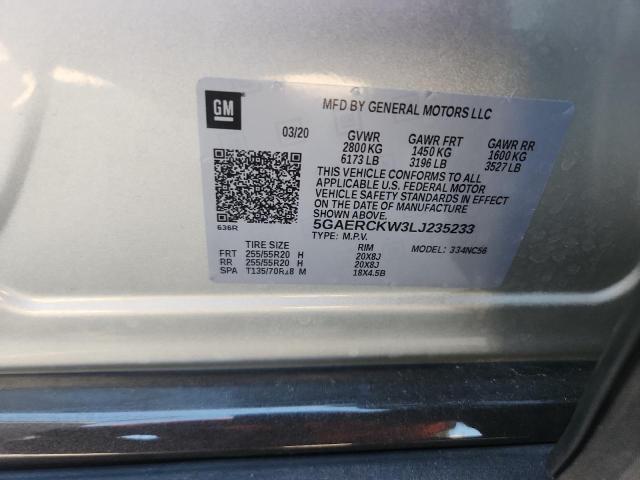 GM
MFD BY GENERAL MOTORS LLC
03/20 GVWR GAWR FRT GAWR RR
2800 KG 1450 KG 1600 KG
6173 LB 3196 LB 3527 LB
THIS VEHICLE CONFORMS TO ALL
APPLICABLE U.S. FEDERAL MOTOR
VEHICLE SAFETY STANDARDS IN EFFECT
ON THE DATE OF MANUFACTURE
SHOWN ABOVE.
636R 5GAERCKW3LJ235233
TYPE: M.P.V. MODEL: 334NC56
TIRE SIZE RIM
FRT 255/55R20 H 20X8J
RR 255/55R20 H 20X8J
SPA T135/70R18 M 18X4.5B